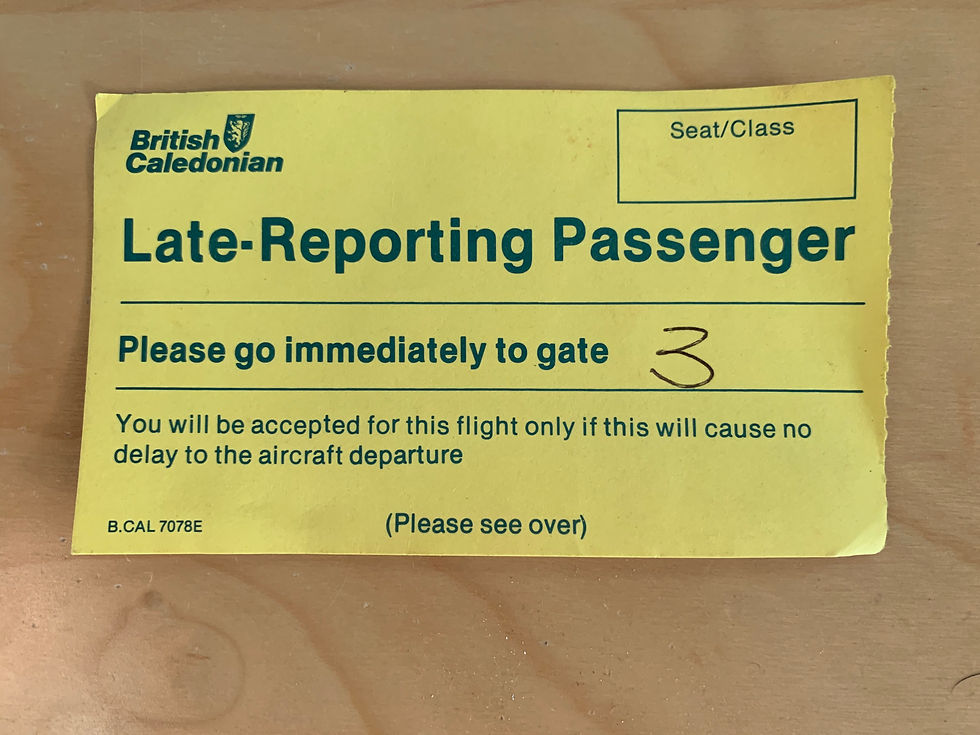 British
Caledonian
Seat/Class
Late-Reporting Passenger
Please go immediately to gate 3
You will be accepted for this flight only if this will cause no
delay to the aircraft departure
B.CAL 7078E
(Please see over)